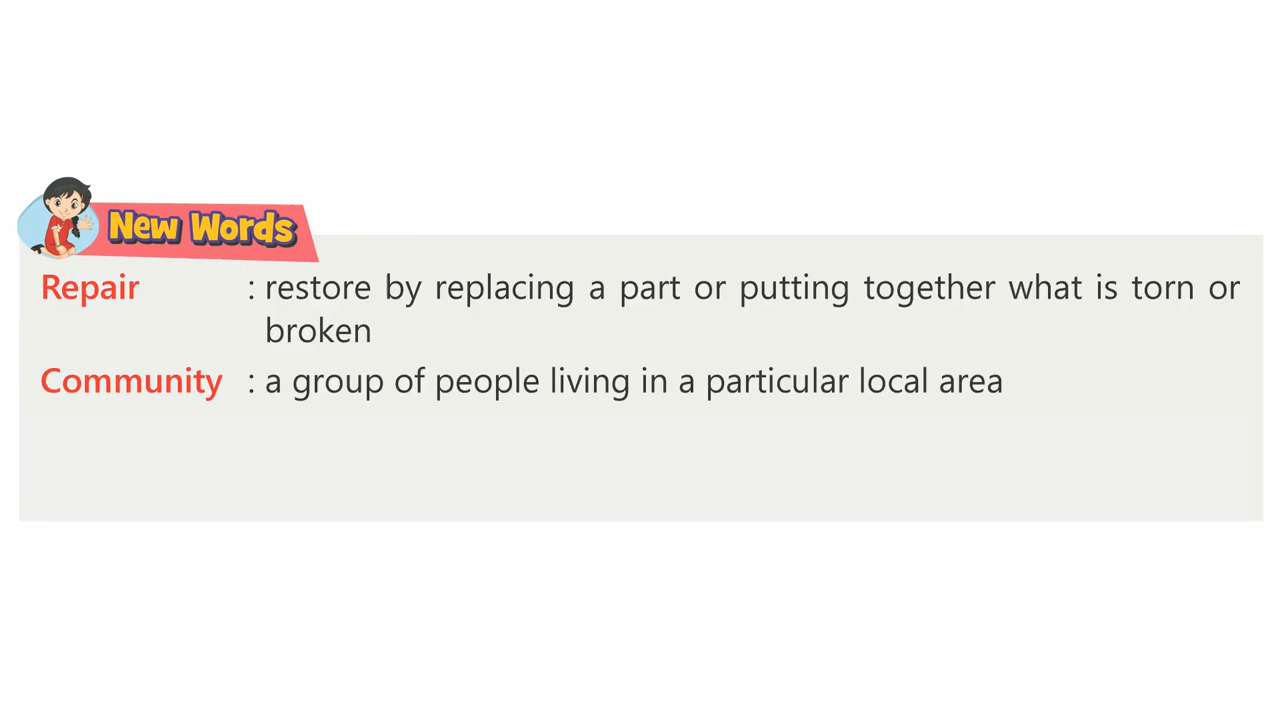 New Words
Repair : restore by replacing a part or putting together what is torn or
broken
Community : a group of people living in a particular local area